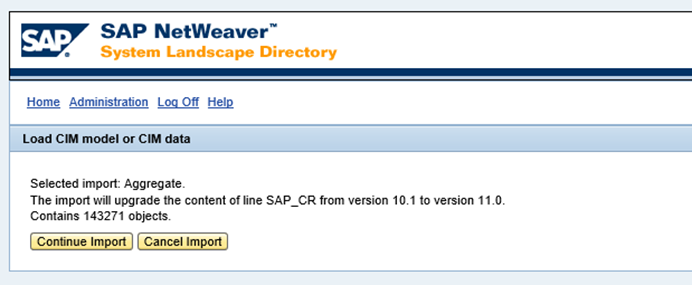 SAP SAP NetWeaver™
System Landscape Directory
Home Administration Log Off Help
Load CIM model or CIM data
Selected import: Aggregate.
The import will upgrade the content of line SAP_CR from version 10.1 to version 11.0.
Contains 143271 objects.
Continue Import Cancel Import